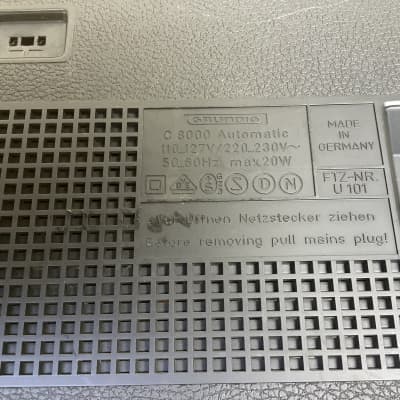 GRUNDIG
C 8000 Automatic
110..127V/220..230V~
50..60Hz, max 20W
S D N
MADE IN
GERMANY
FTZ-NR.
U 101
Netzstecker ziehen
Before removing pull mains plug!